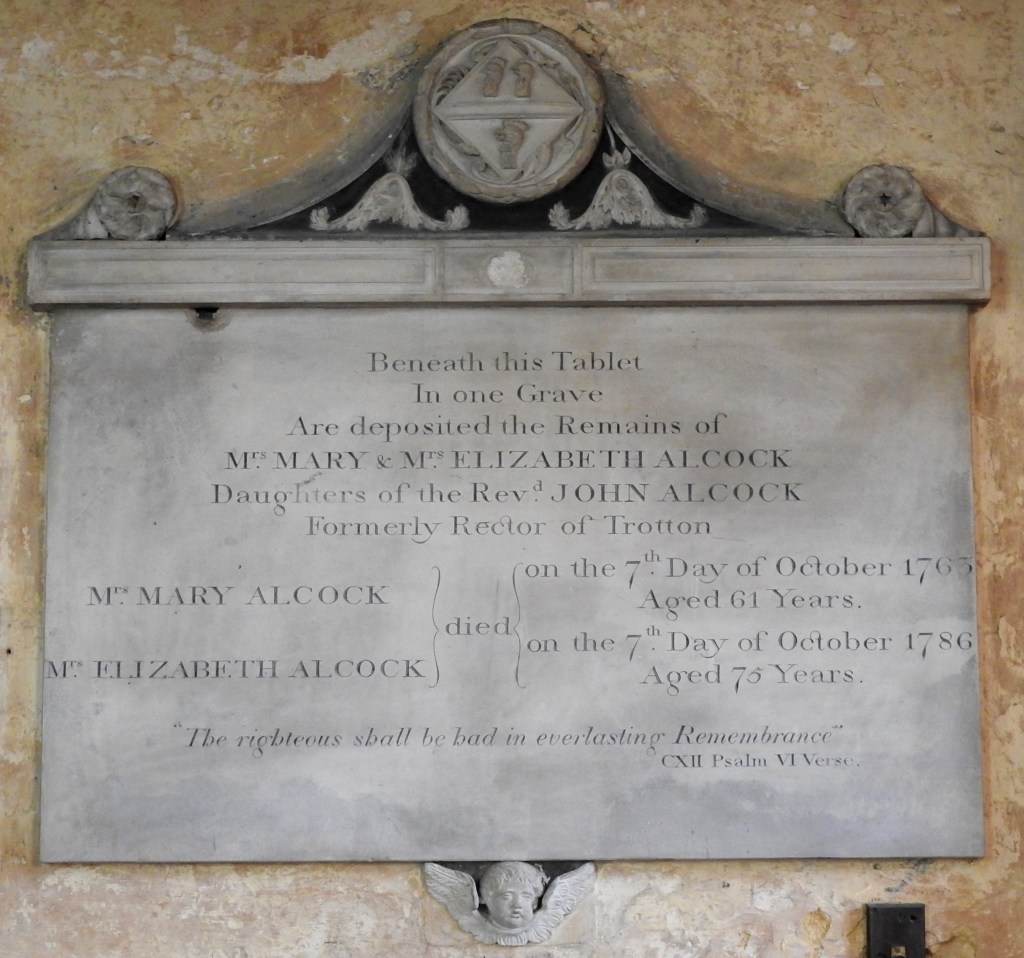 Beneath this Tablet
In one Grave
Are deposited the Remains of
Mrs. MARY & Mrs. ELIZABETH ALCOCK
Daughters of the Revd. JOHN ALCOCK
Formerly Rector of Trotton
Mrs. MARY ALCOCK died on the 7th. Day of October 1763
Aged 61 Years.
Mrs. ELIZABETH ALCOCK on the 7th. Day of October 1786
Aged 75 Years.
"The righteous shall be had in everlasting Remembrance"
CXII Psalm VI Verse.